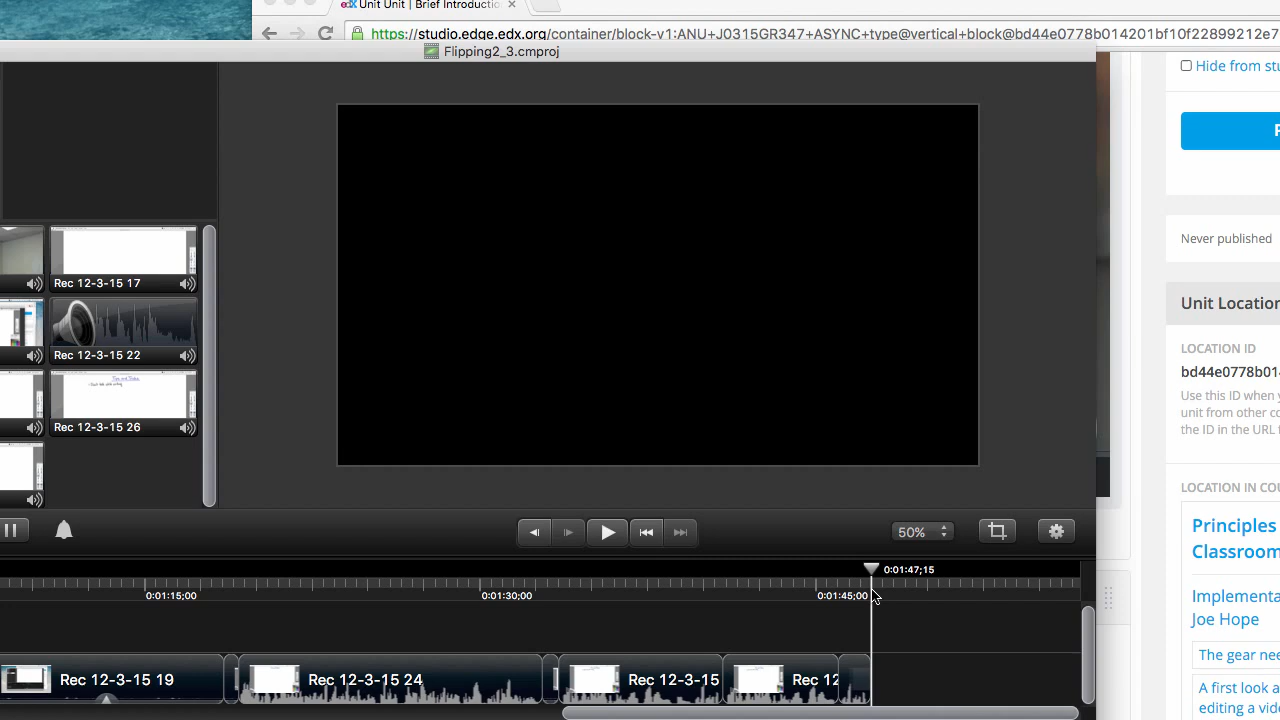 edX Unit Unit | Brief Introductio
https://studio.edge.edx.org/container/block-v1:ANU+J0315GR347+ASYNC+type@vertical+block@bd44e0778b014201bf10f22899212e7
Flipping2_3.cmproj
Hide from stu
Rec 12-3-15 17
Never published
Rec 12-3-15 22
Unit Location
LOCATION ID
bd44e0778b01
Use this ID when y
unit from other co
the ID in the URL f
Tips and Tricks
Rec 12-3-15 26
LOCATION IN COU
Principles
Classroom
50%
0:01:47;15
0:01:15;00
0:01:30;00
0:01:45;00
Implementa
Joe Hope
The gear nee
A first look a
editing a vide
Rec 12-3-15 19
Rec 12-3-15 24
Rec 12-3-15
Rec 12